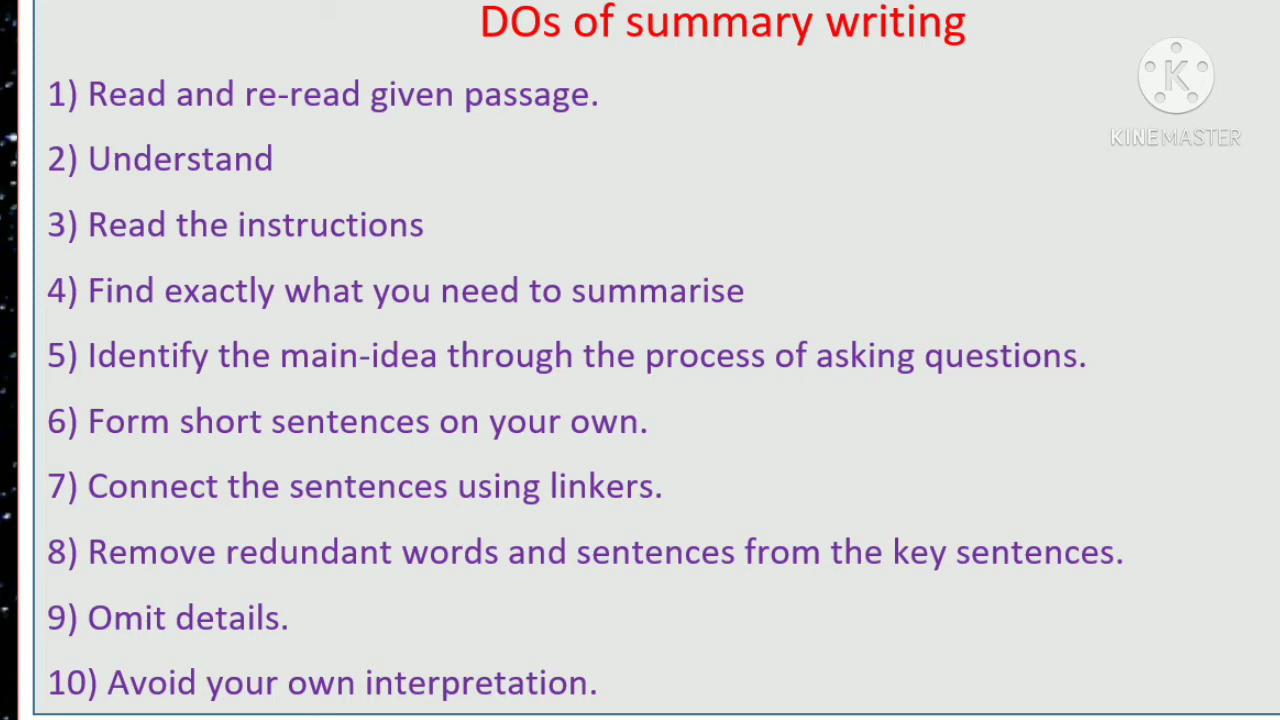 DOs of summary writing
K
KINEMASTER
1) Read and re-read given passage.
2) Understand
3) Read the instructions
4) Find exactly what you need to summarise
5) Identify the main-idea through the process of asking questions.
6) Form short sentences on your own.
7) Connect the sentences using linkers.
8) Remove redundant words and sentences from the key sentences.
9) Omit details.
10) Avoid your own interpretation.